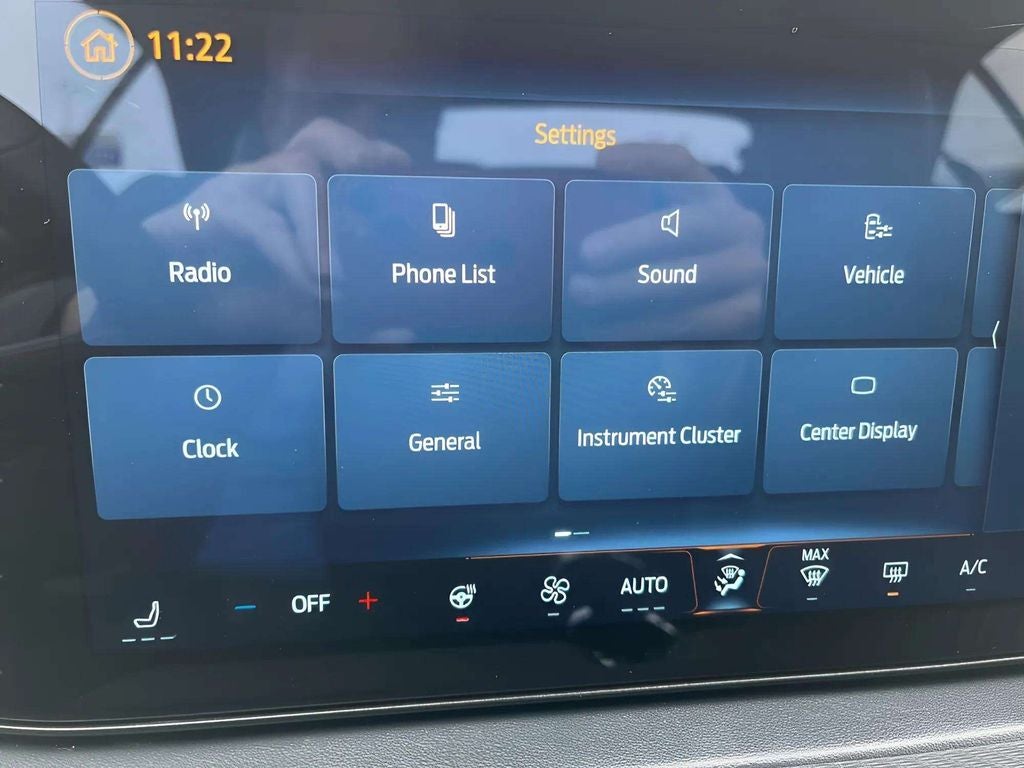 11:22
Settings
Radio
Phone List
Sound
Vehicle
Clock
General
Instrument Cluster
Center Display
OFF
AUTO
MAX
A/C